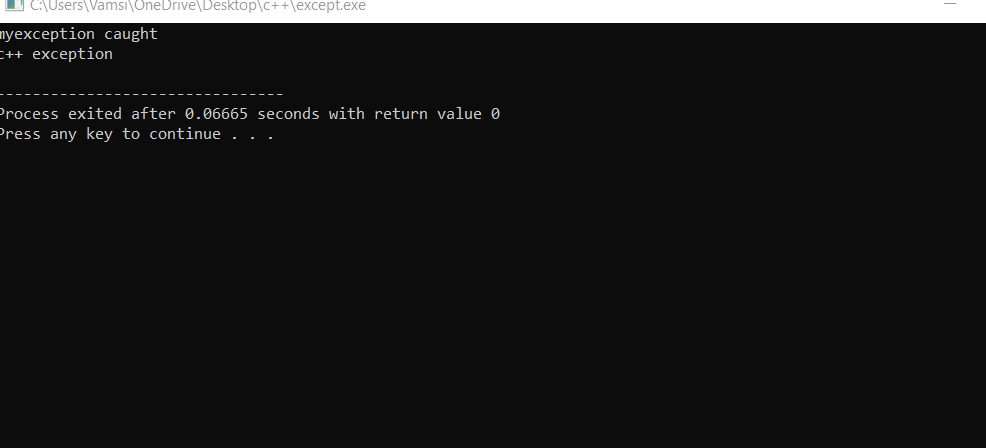 C:\Users\Vamsi\OneDrive\Desktop\c++\except.exe
myexception caught
c++ exception
--------------------------------
Process exited after 0.06665 seconds with return value 0
Press any key to continue . . .